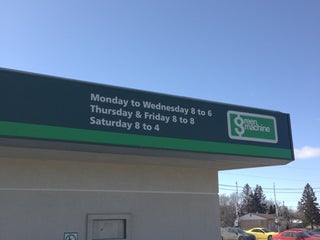 Monday to Wednesday 8 to 6
Thursday & Friday 8 to 8
Saturday 8 to 4
green
machine